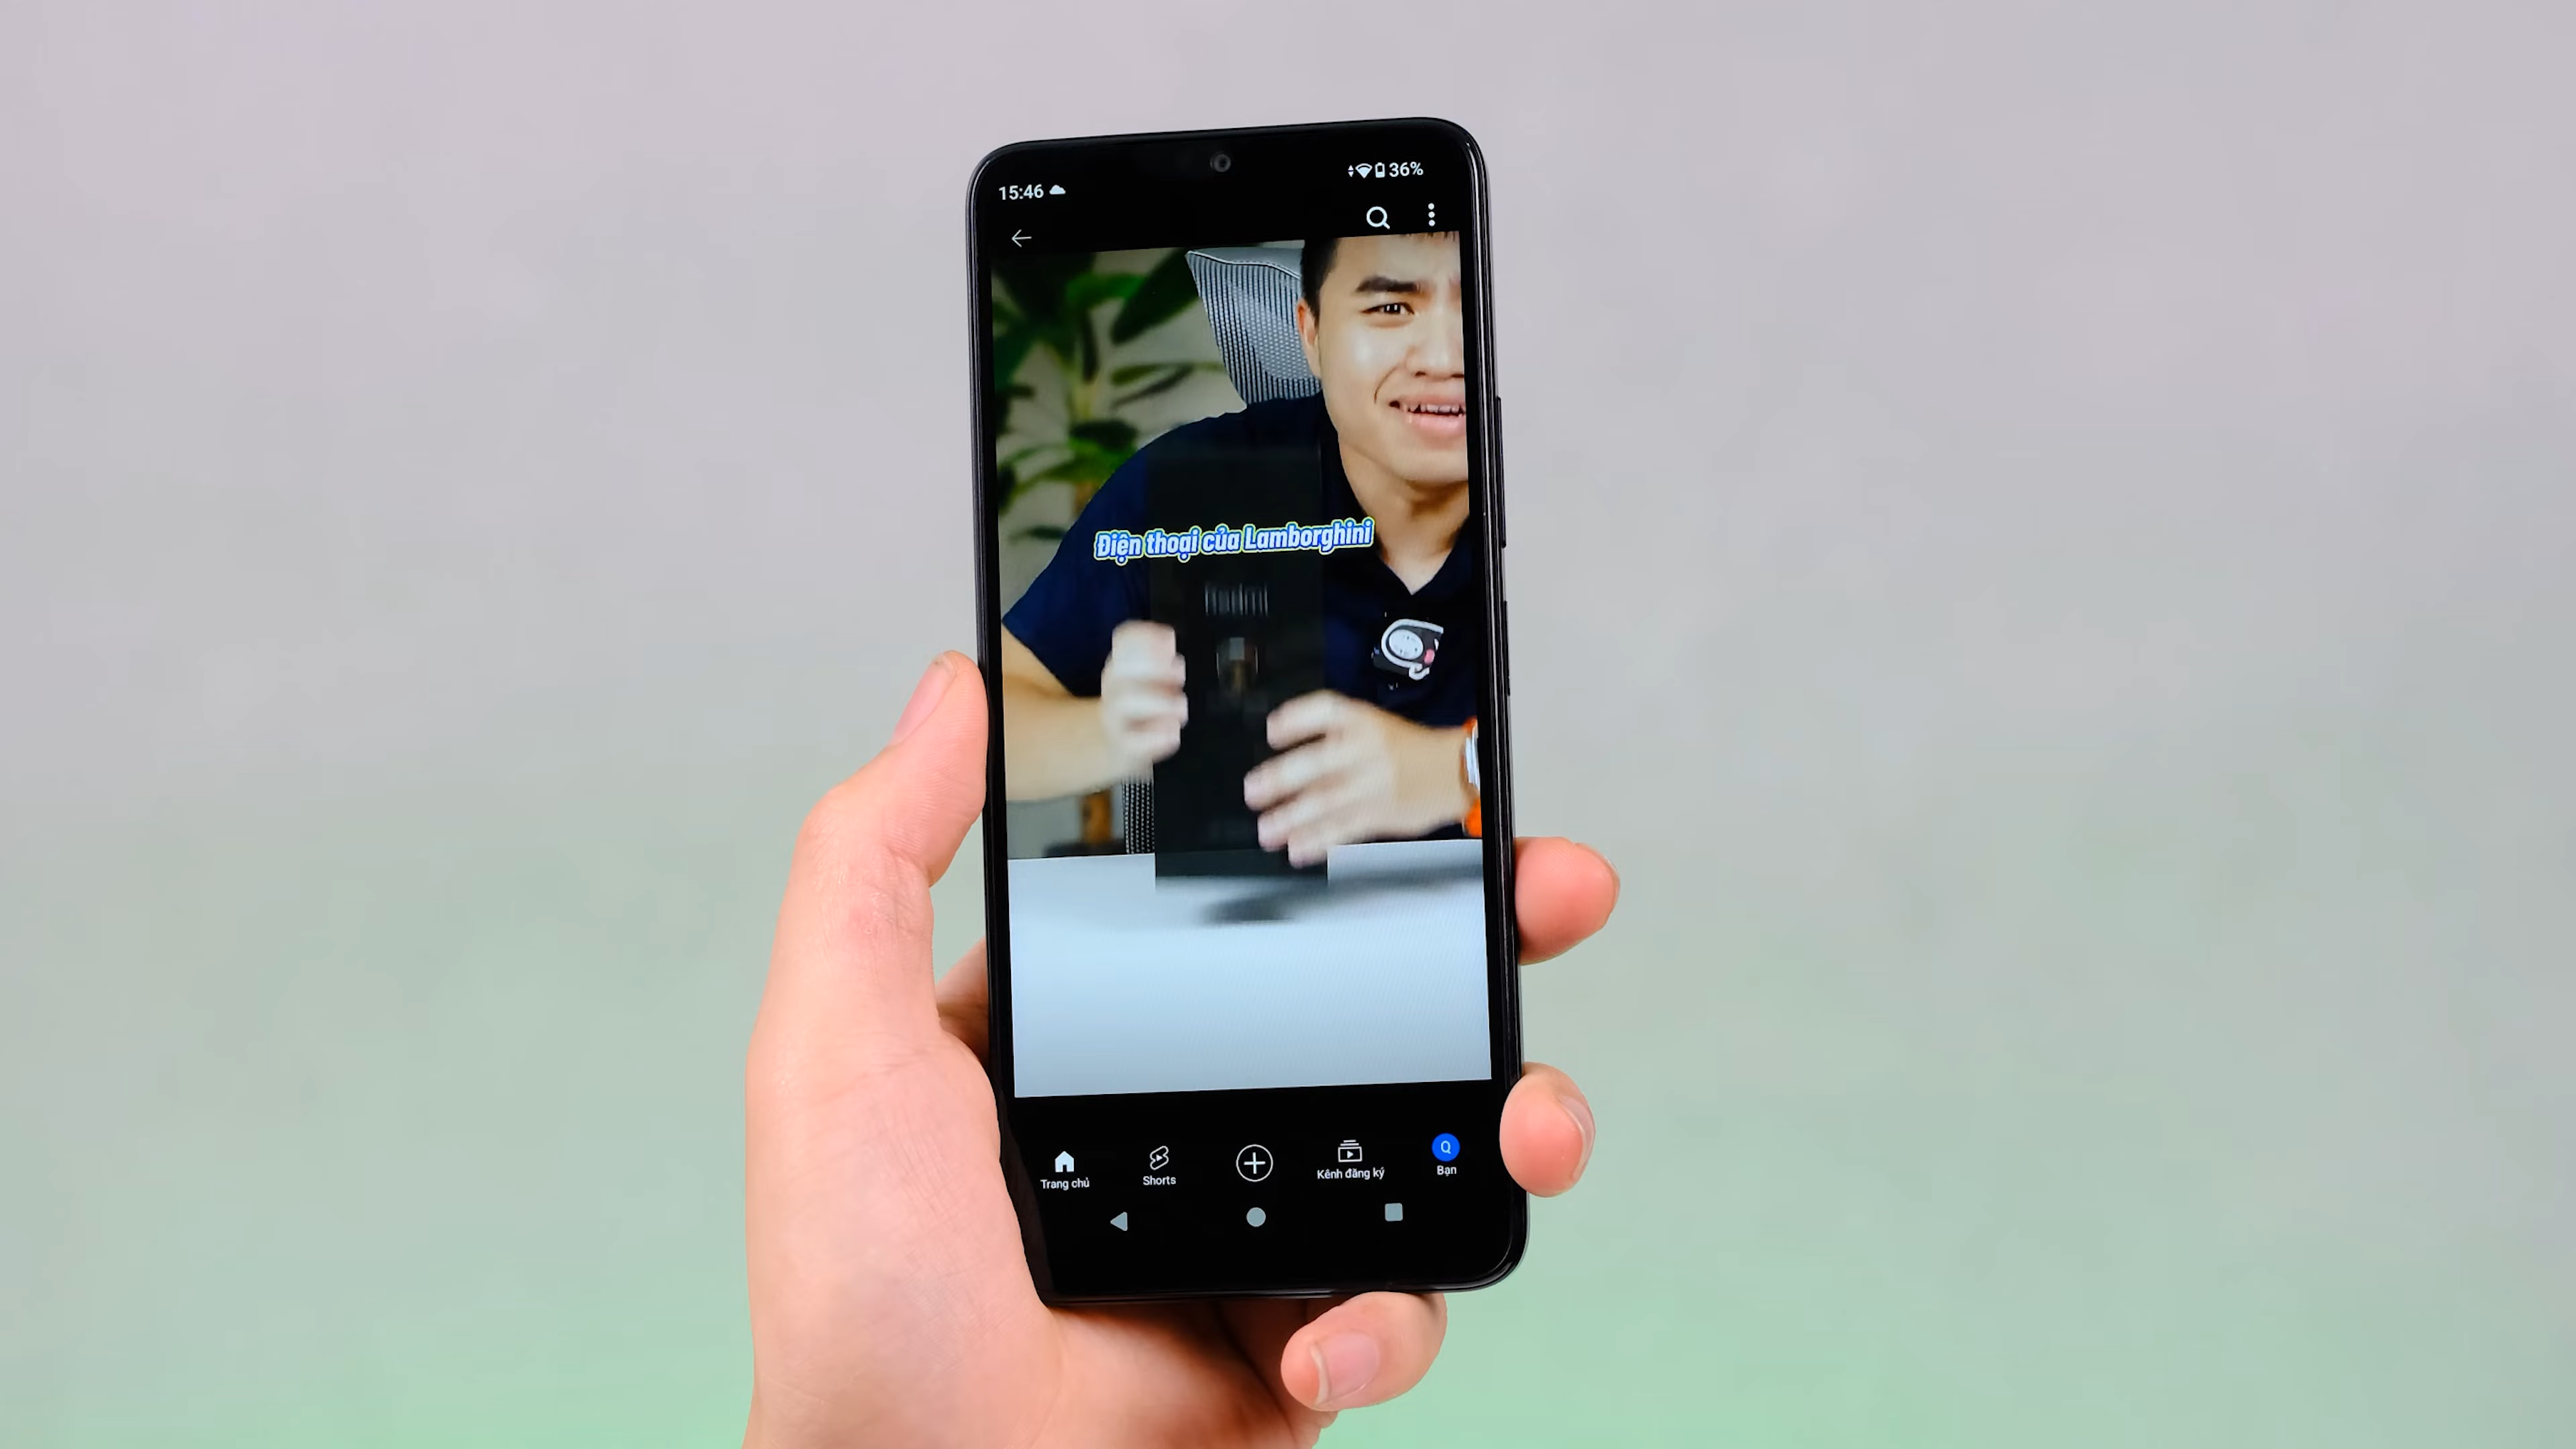 15:46
36%
Điện thoại của Lamborghini
Trang chủ
Shorts
Kênh đăng ký
Q
Bạn